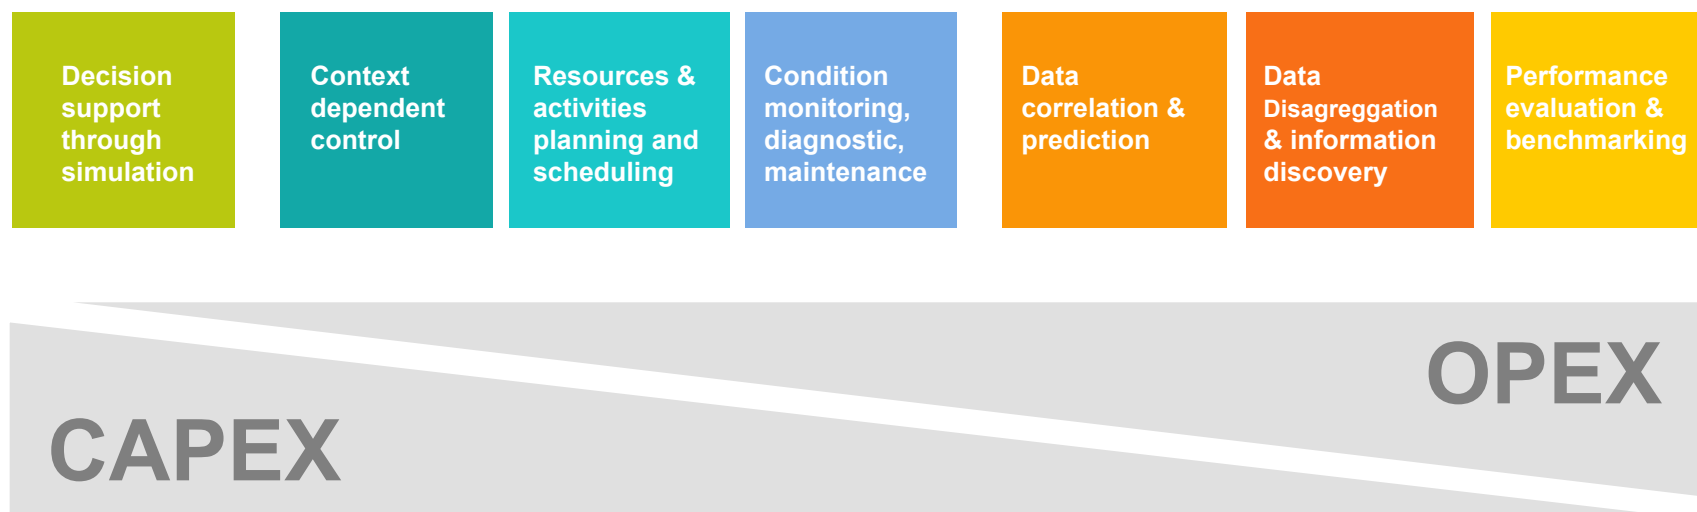 Decision
support
through
simulation
Context
dependent
control
Resources &
activities
planning and
scheduling
Condition
monitoring,
diagnostic,
maintenance
Data
correlation &
prediction
Data
Disagreggation
& information
discovery
Performance
evaluation &
benchmarking
OPEX
CAPEX